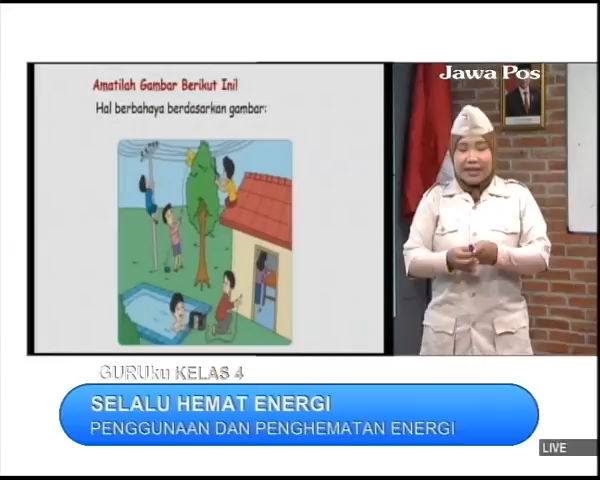 Amatilah Gambar Berikut Ini!
Hal berbahaya berdasarkan gambar:
Jawa Pos
GURUku KELAS 4
SELALU HEMAT ENERGI
PENGGUNAAN DAN PENGHEMATAN ENERGI
LIVE